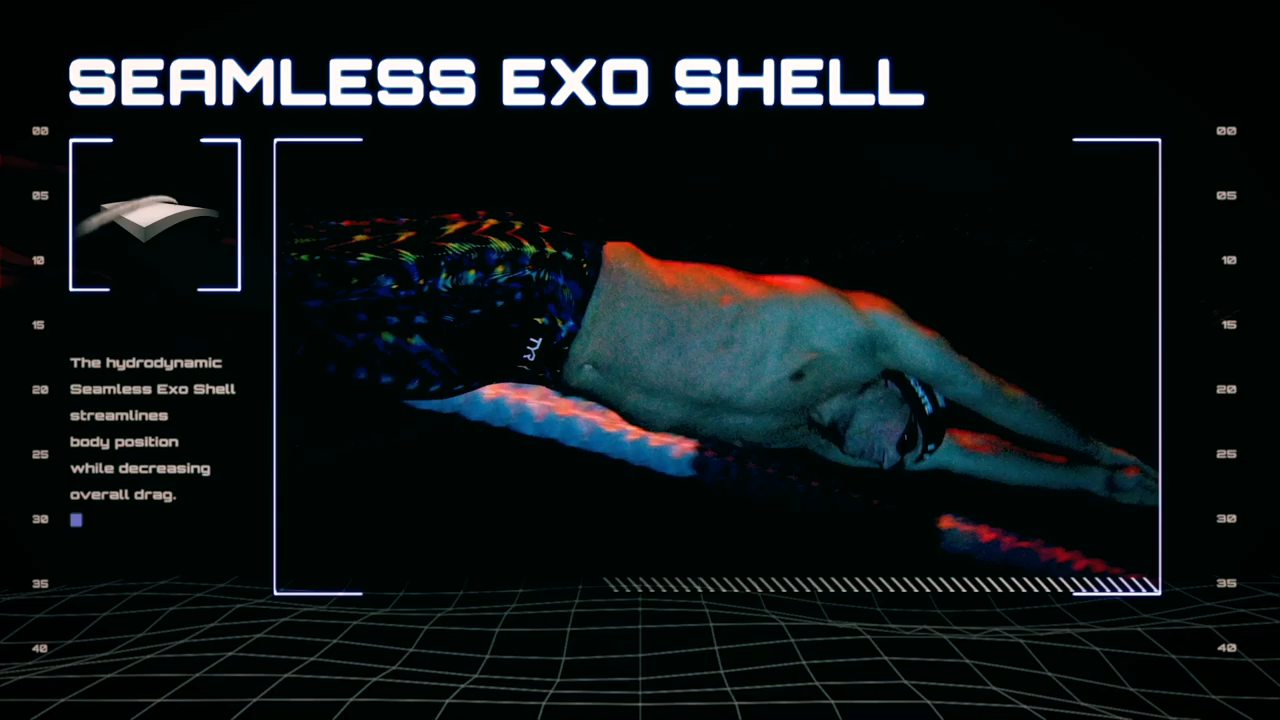 SEAMLESS EXO SHELL
00
05
10
15
20
25
30
35
40
The hydrodynamic
Seamless Exo Shell
streamlines
body position
while decreasing
overall drag.
TYR
00
05
10
15
20
25
30
35
40